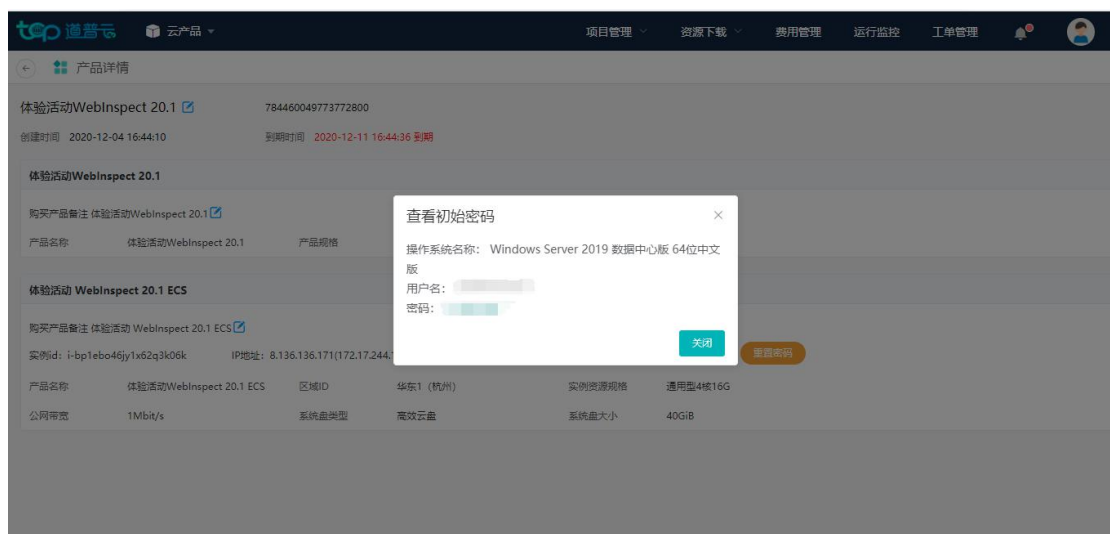 top 道普云 云产品 项目管理 资源下载 费用管理 运行监控 工单管理
产品详情
体验活动WebInspect 20.1 784460049773772800
创建时间 2020-12-04 16:44:10 到期时间 2020-12-11 16:44:36 到期
体验活动WebInspect 20.1
购买产品备注 体验活动WebInspect 20.1
产品名称 体验活动WebInspect 20.1 产品规格
查看初始密码
操作系统名称: Windows Server 2019 数据中心版 64位中文
版
用户名:
密码:
关闭
体验活动 WebInspect 20.1 ECS
购买产品备注 体验活动 WebInspect 20.1 ECS
实例id: i-bp1ebo46jy1x62q3k06k IP地址: 8.136.136.171(172.17.244. 重置密码
产品名称 体验活动WebInspect 20.1 ECS 区域ID 华东1 (杭州) 实例资源规格 通用型4核16G
公网带宽 1Mbit/s 系统盘类型 高效云盘 系统盘大小 40GiB